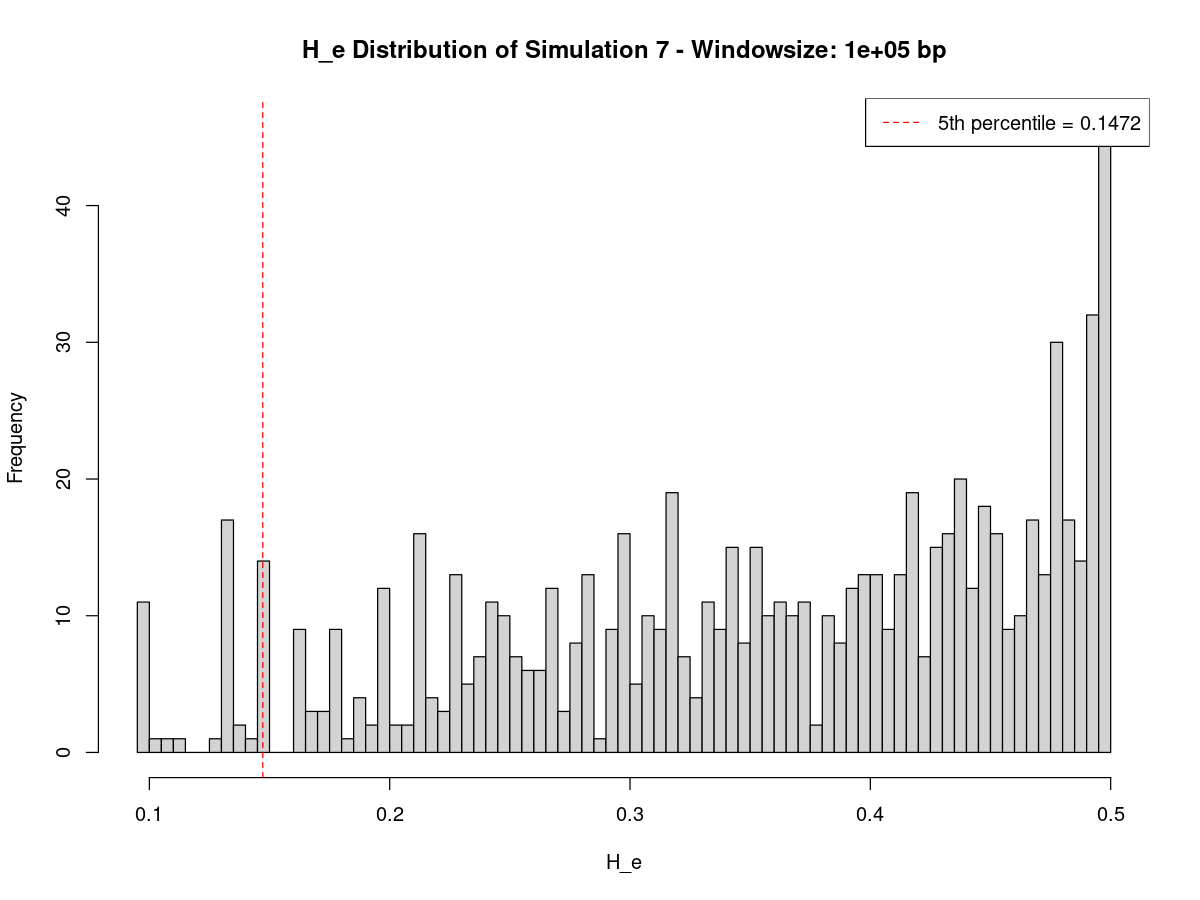 H_e Distribution of Simulation 7 - Windowsize: 1e+05 bp
5th percentile = 0.1472
Frequency
40
30
20
10
0
0.1 0.2 0.3 0.4 0.5
H_e